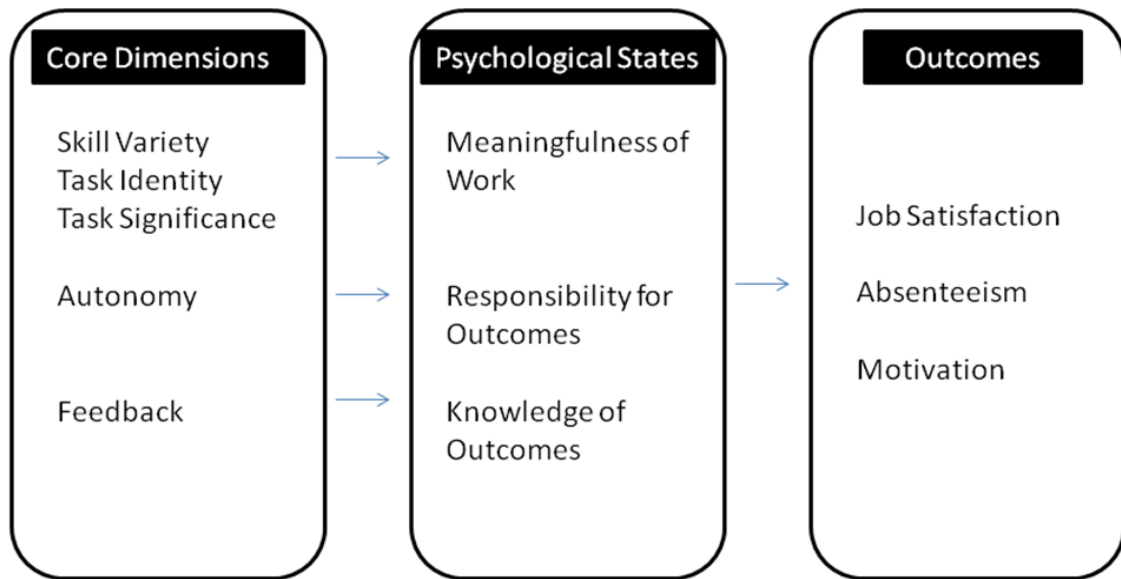 Core Dimensions
Skill Variety
Task Identity
Task Significance
Autonomy
Feedback
Psychological States
Meaningfulness of
Work
Responsibility for
Outcomes
Knowledge of
Outcomes
Outcomes
Job Satisfaction
Absenteeism
Motivation